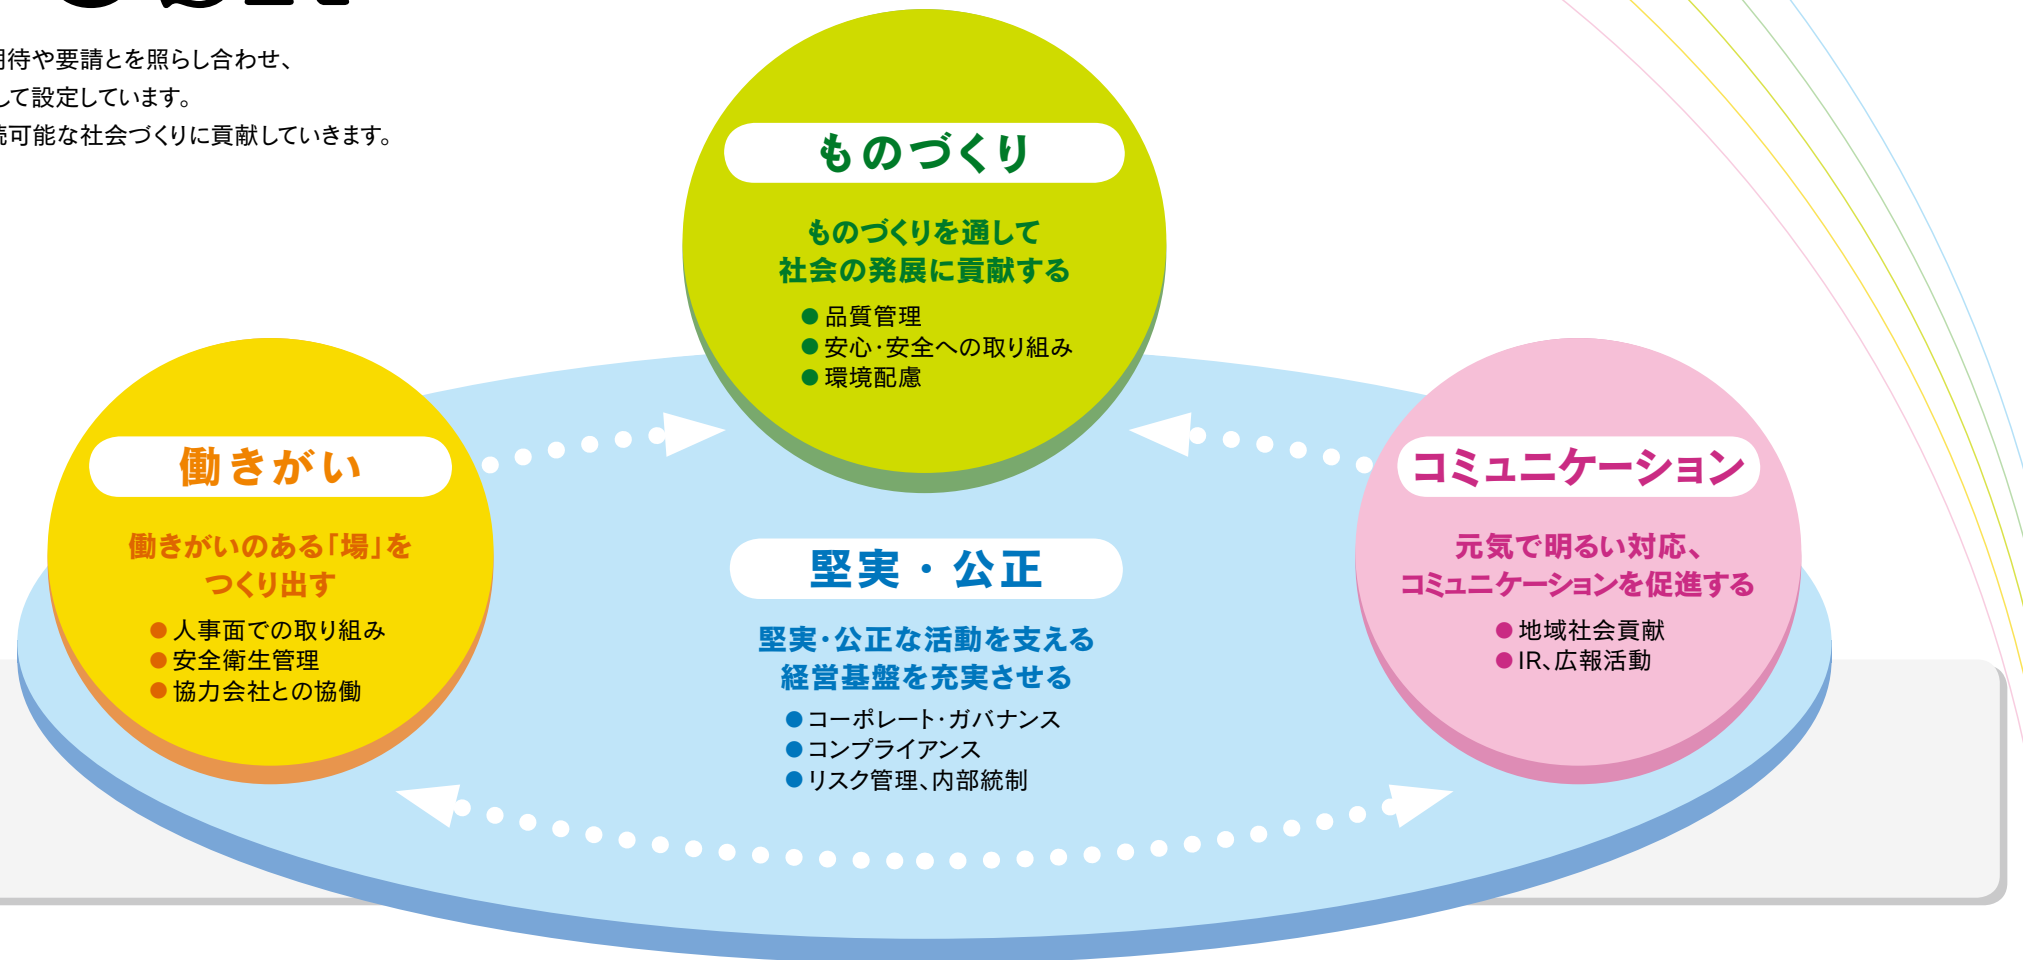 待や要請とを照らし合わせ、
して設定しています。
可能な社会づくりに貢献していきます。
ものづくり
ものづくりを通して
社会の発展に貢献する
●品質管理
●安心・安全への取り組み
●環境配慮
働きがい
働きがいのある「場」を
つくり出す
●人事面での取り組み
●安全衛生管理
●協力会社との協働
コミュニケーション
元気で明るい対応、
コミュニケーションを促進する
●地域社会貢献
●IR、広報活動
堅実・公正
堅実・公正な活動を支える
経営基盤を充実させる
●コーポレート・ガバナンス
●コンプライアンス
●リスク管理、内部統制